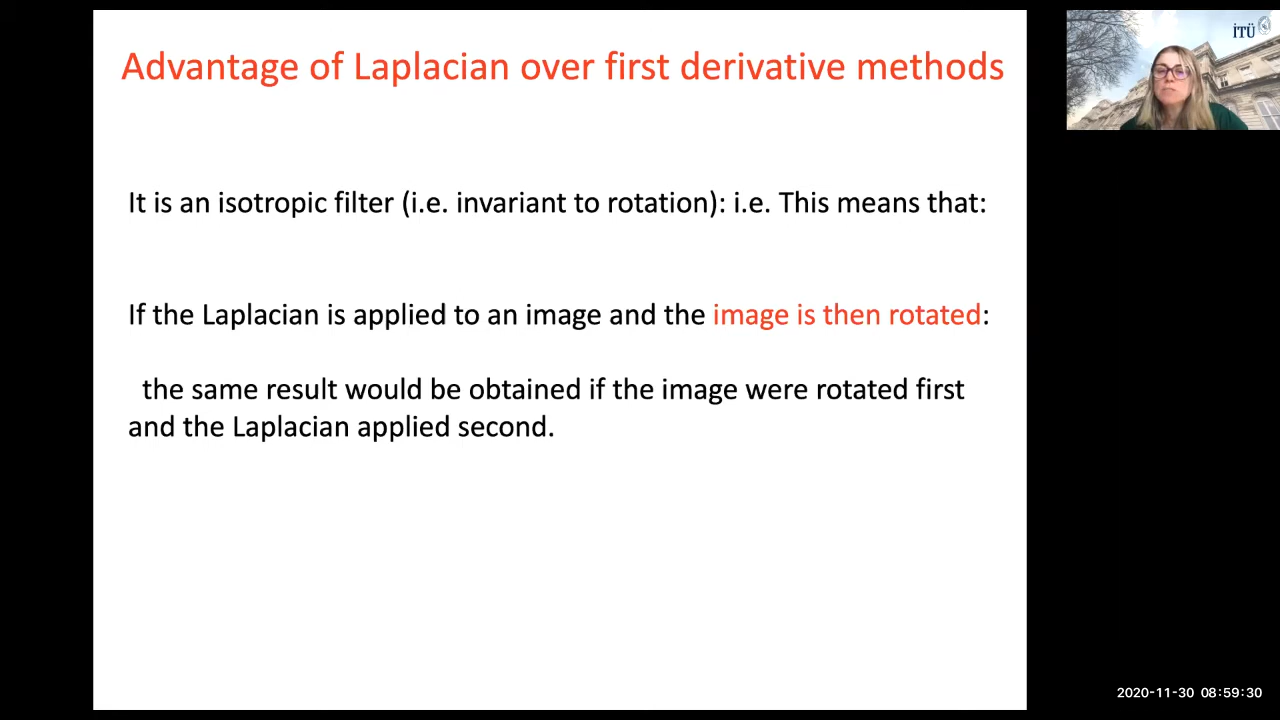 Advantage of Laplacian over first derivative methods
İTÜ
It is an isotropic filter (i.e. invariant to rotation): i.e. This means that:
If the Laplacian is applied to an image and the image is then rotated:
the same result would be obtained if the image were rotated first
and the Laplacian applied second.
2020-11-30 08:59:30